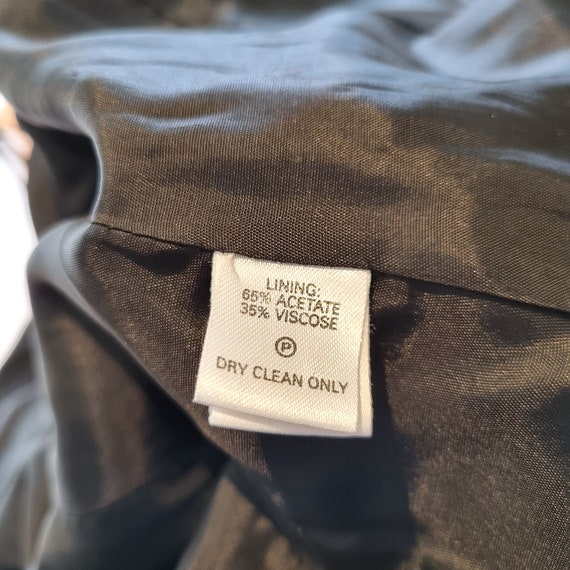 LINING:
65% ACETATE
35% VISCOSE
P
DRY CLEAN ONLY